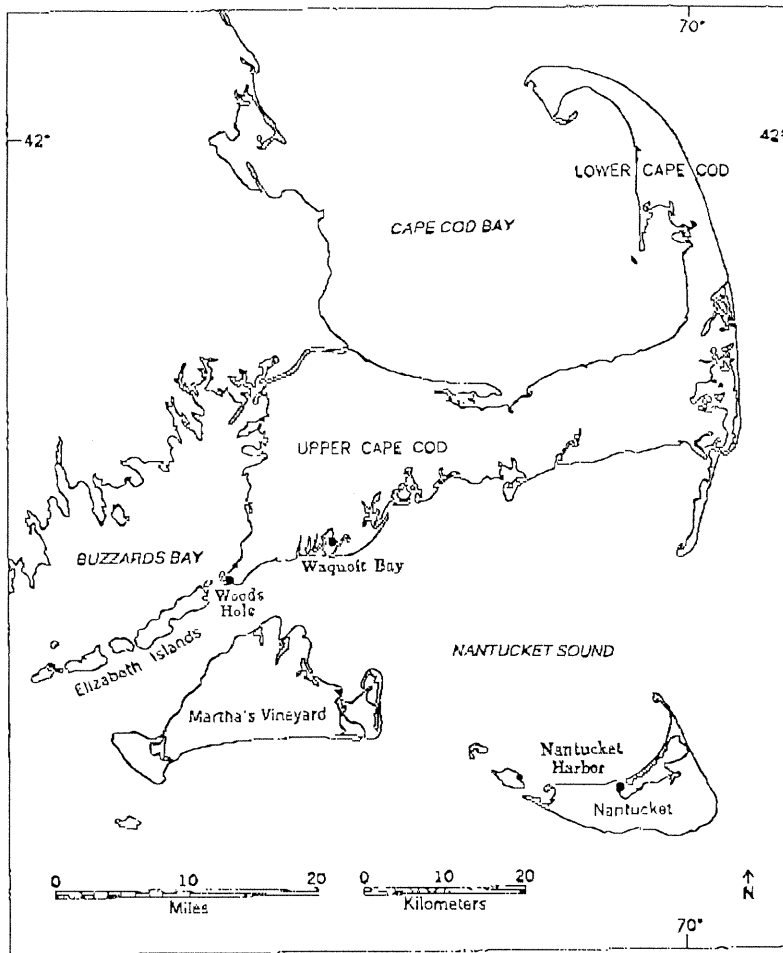 70°
42°
42°
LOWER CAPE COD
CAPE COD BAY
UPPER CAPE COD
BUZZARDS BAY
Waquoit Bay
Woods
Hole
Elizabeth Islands
NANTUCKET SOUND
Martha's Vineyard
Nantucket
Harbor
Nantucket
0 10 20
Miles
0 10 20
Kilometers
N
70°